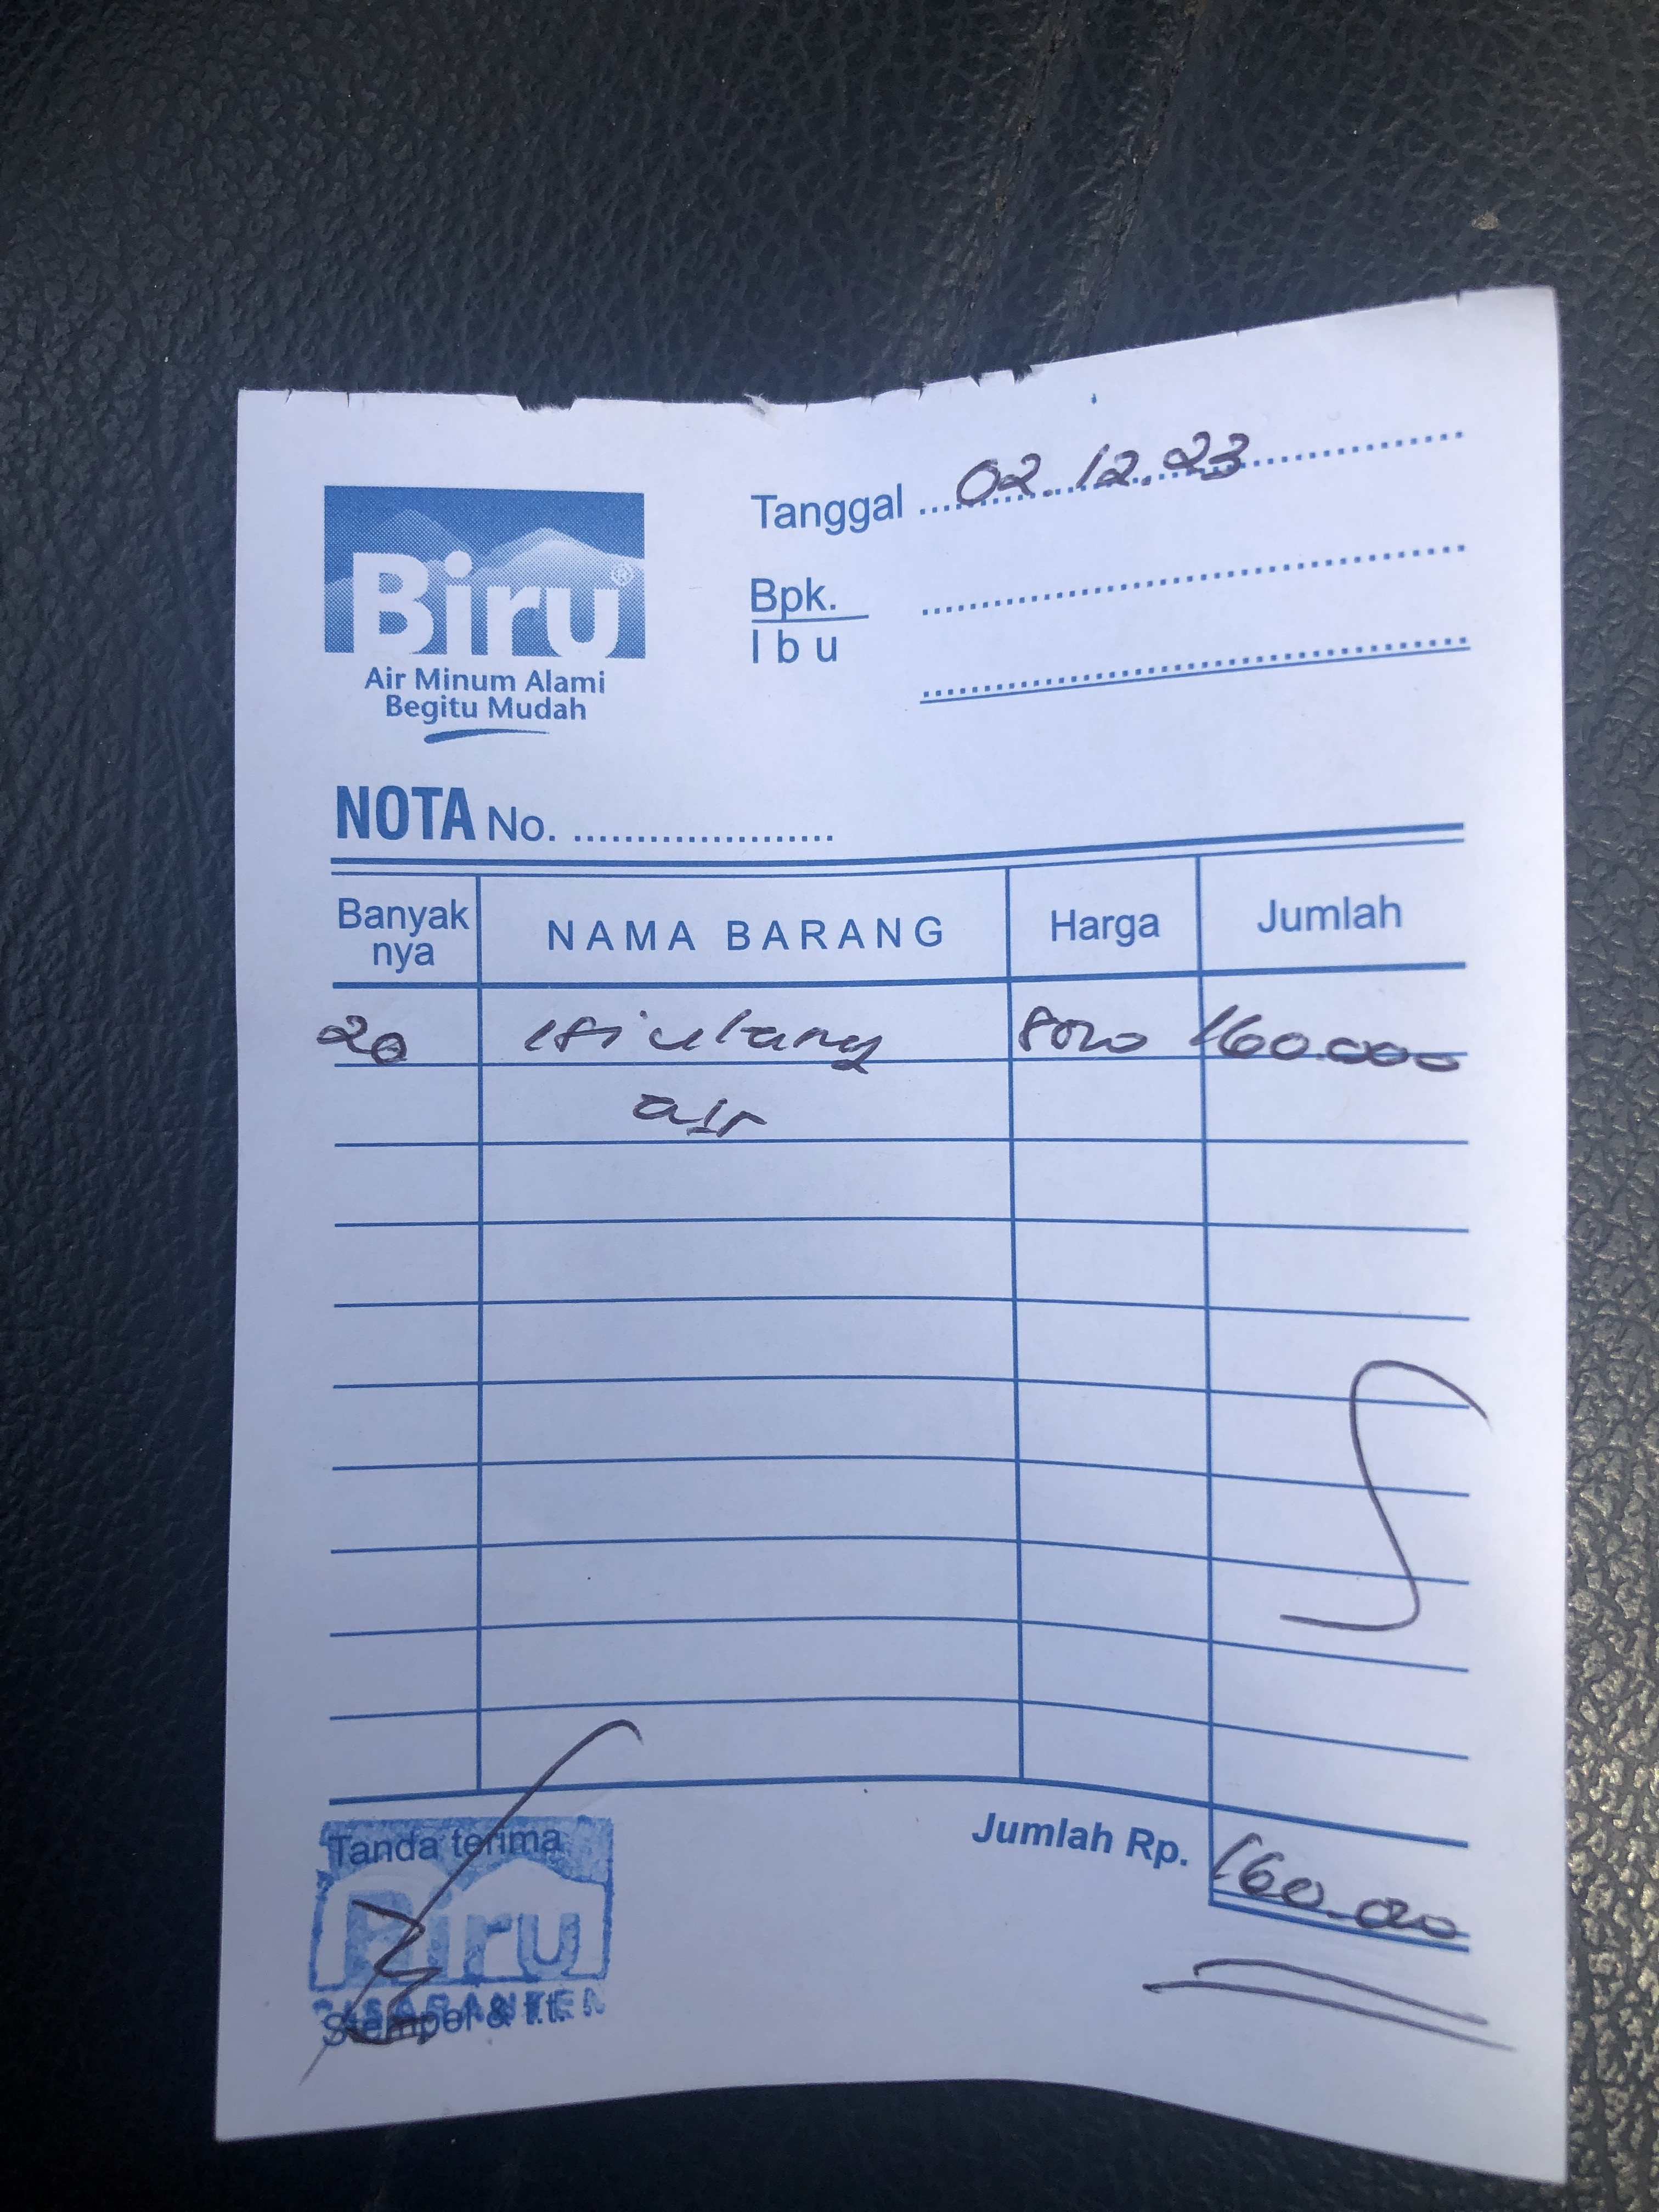 Biru®
Air Minum Alami
Begitu Mudah
Tanggal 02.12.23
Bpk.
Ibu
NOTA No.
Banyak nya NAMA BARANG Harga Jumlah
20 isi ulang 8000 160.000
air
Jumlah Rp. 160.000
Tanda terima
Biru
Stempel & t.t.